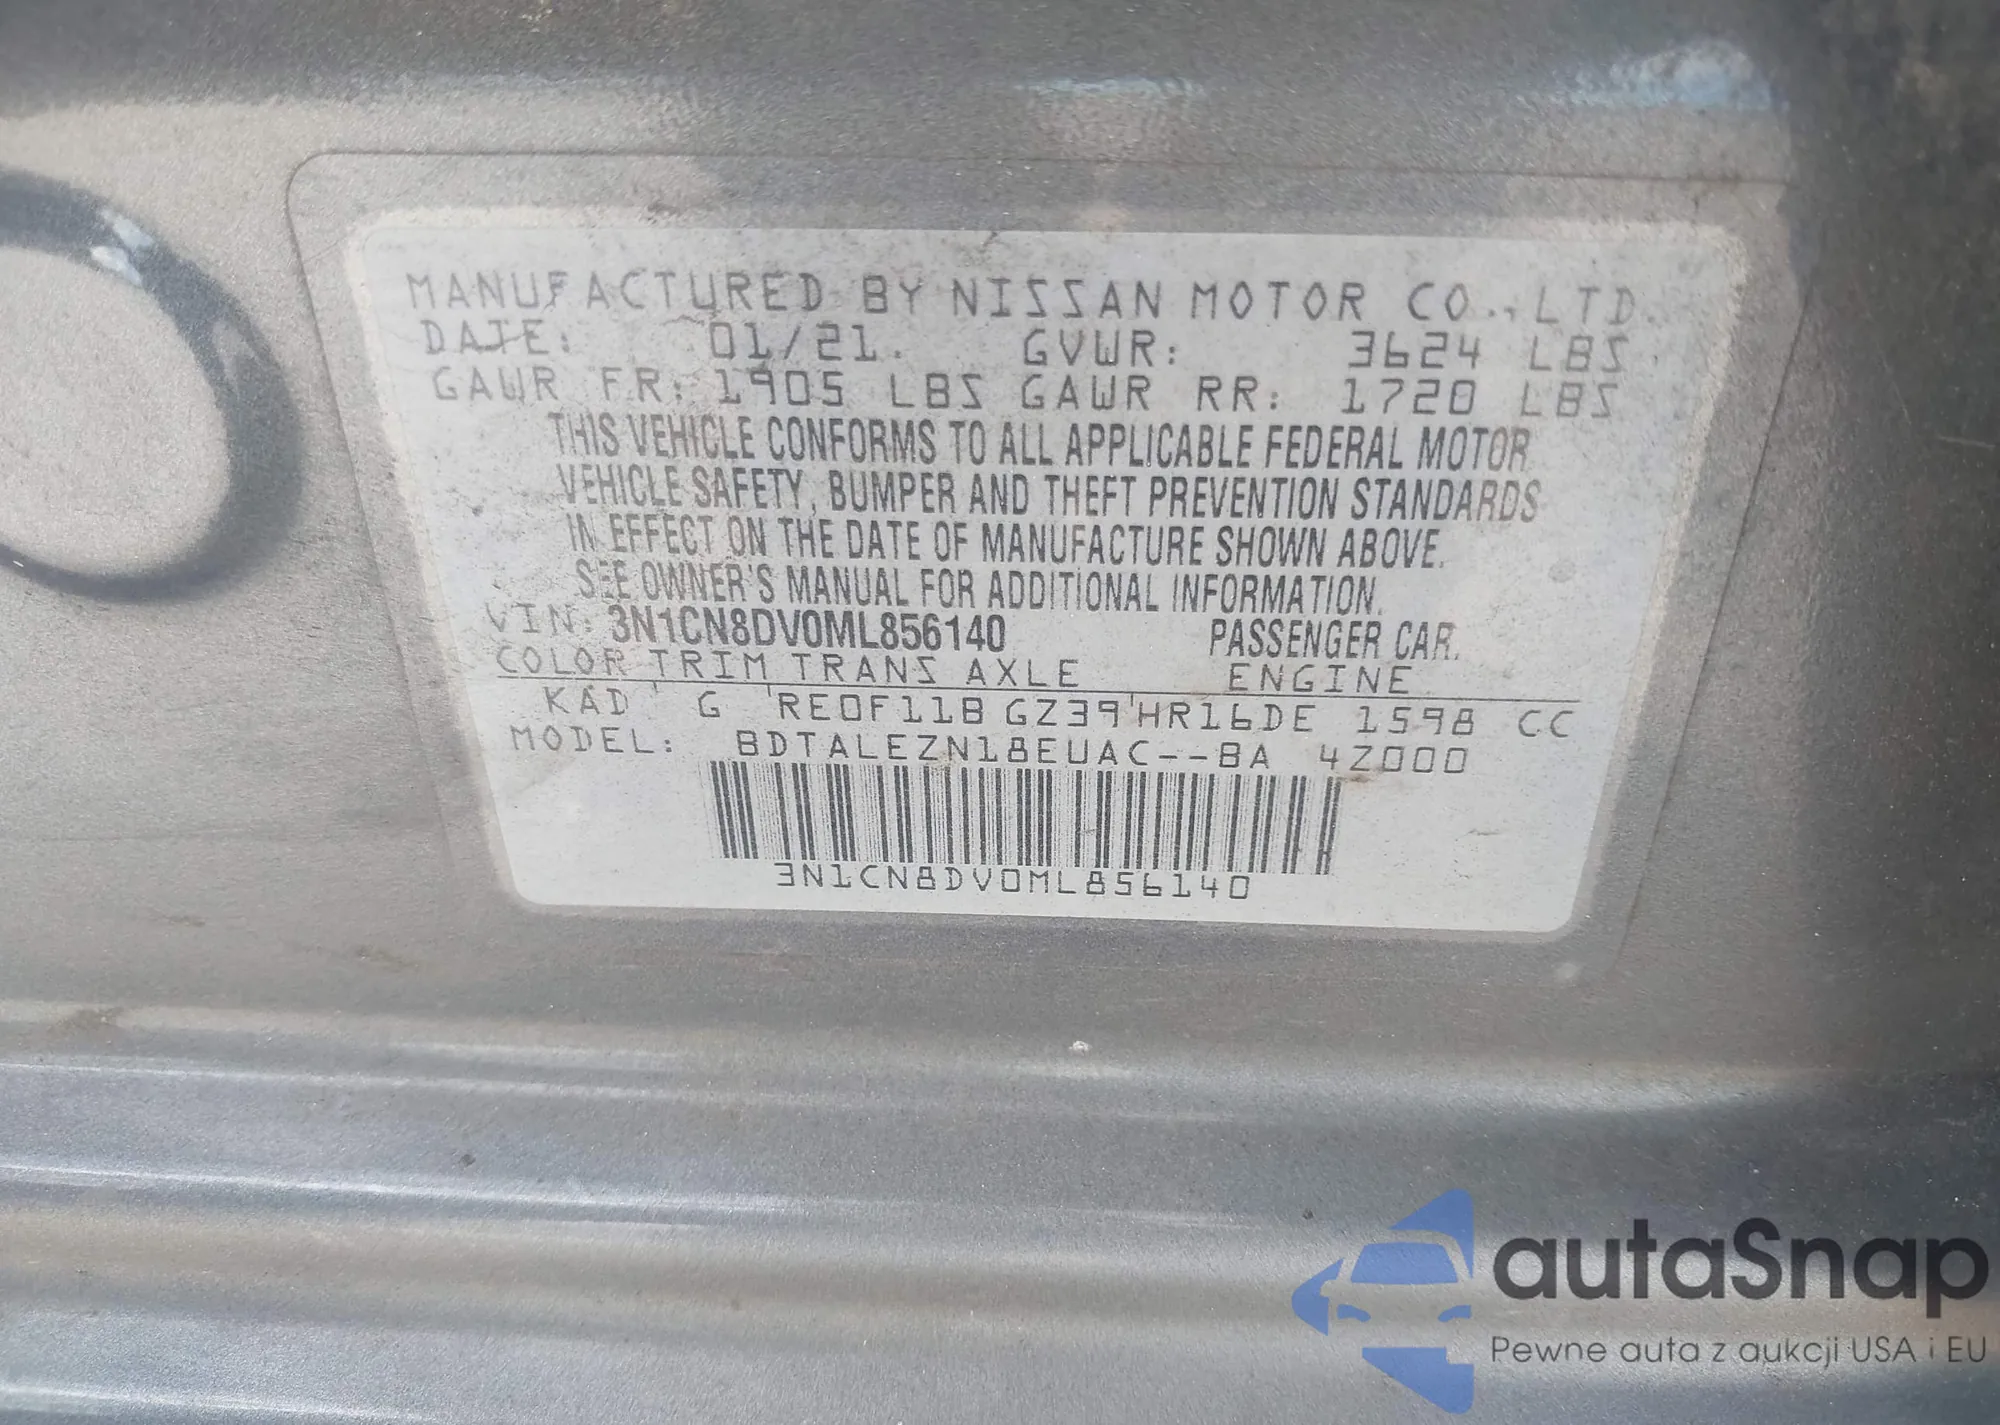 MANUFACTURED BY NISSAN MOTOR CO., LTD.
DATE: 01/21. GVWR: 3624 LBS
GAWR FR: 1905 LBS GAWR RR: 1720 LBS
THIS VEHICLE CONFORMS TO ALL APPLICABLE FEDERAL MOTOR
VEHICLE SAFETY, BUMPER AND THEFT PREVENTION STANDARDS
IN EFFECT ON THE DATE OF MANUFACTURE SHOWN ABOVE.
SEE OWNER'S MANUAL FOR ADDITIONAL INFORMATION.
VIN: 3N1CN8DV0ML856140 PASSENGER CAR.
COLOR TRIM TRANS AXLE ENGINE
KAD G RE0F11B GZ39 HR16DE 1598 CC
MODEL: BDTALEZN18EUAC--BA 4Z000
3N1CN8DV0ML856140
autaSnap
Pewne auta z aukcji USA i EU